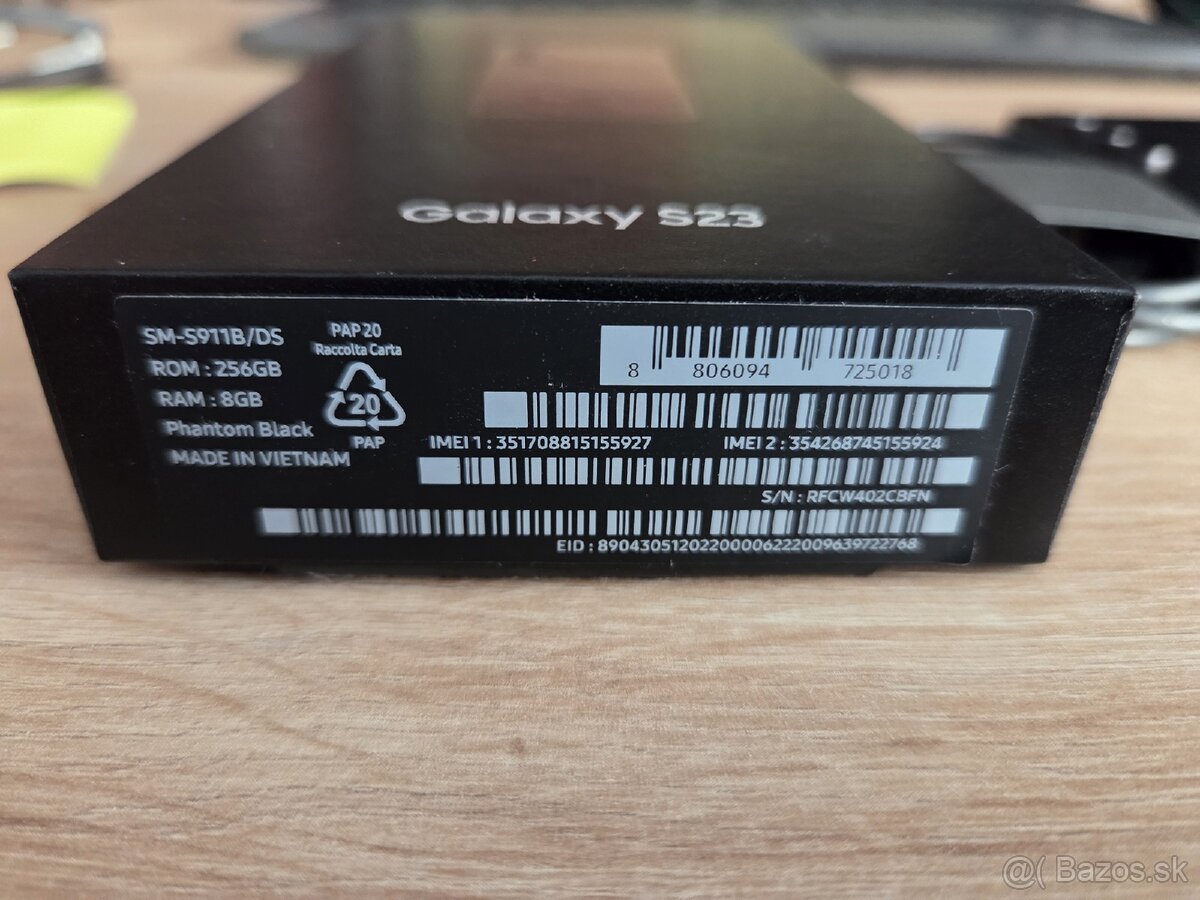 Galaxy S23
SM-S911B/DS
ROM : 256GB
RAM : 8GB
Phantom Black
MADE IN VIETNAM
PAP 20
Raccolta Carta
20
PAP
8 806094 725018
IMEI 1 : 351708815155927 IMEI 2 : 354268745155924
S/N : RFCW402CBFN
EID : 89043051202200006222009639722768
@( Bazos.sk